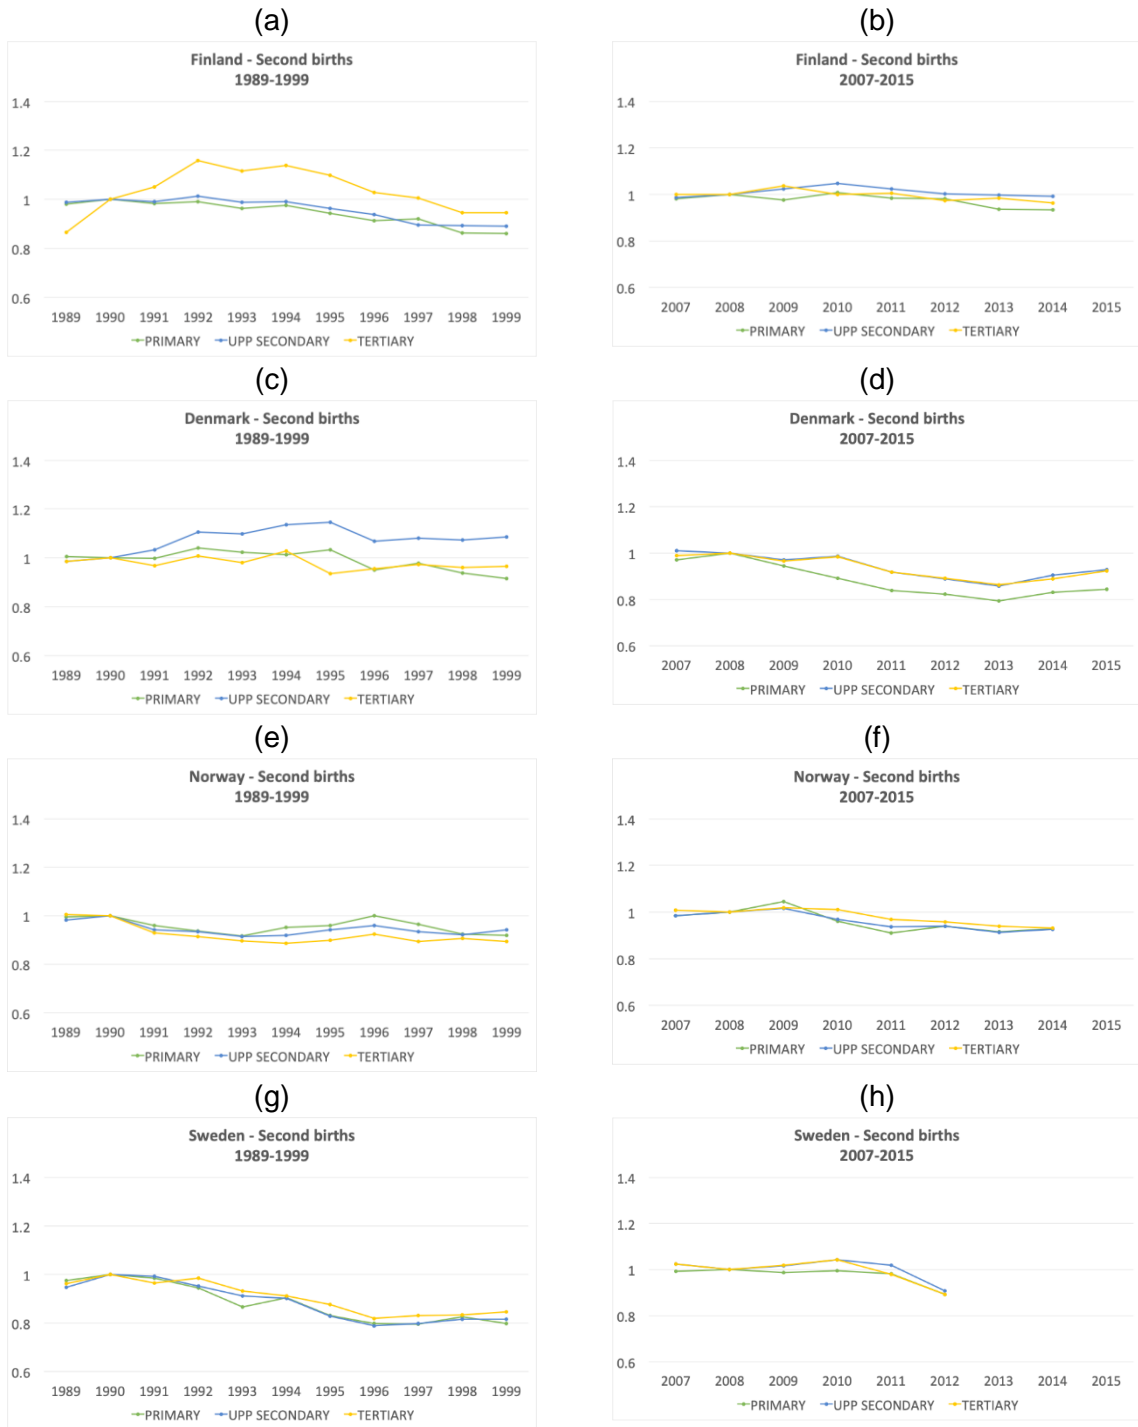 (a)
Finland - Second births
1989-1999
1.4
1.2
1
0.8
0.6
1989 1990 1991 1992 1993 1994 1995 1996 1997 1998 1999
PRIMARY UPP SECONDARY TERTIARY
(b)
Finland - Second births
2007-2015
1.4
1.2
1
0.8
0.6
2007 2008 2009 2010 2011 2012 2013 2014 2015
PRIMARY UPP SECONDARY TERTIARY
(c)
Denmark - Second births
1989-1999
1.4
1.2
1
0.8
0.6
1989 1990 1991 1992 1993 1994 1995 1996 1997 1998 1999
PRIMARY UPP SECONDARY TERTIARY
(d)
Denmark - Second births
2007-2015
1.4
1.2
1
0.8
0.6
2007 2008 2009 2010 2011 2012 2013 2014 2015
PRIMARY UPP SECONDARY TERTIARY
(e)
Norway - Second births
1989-1999
1.4
1.2
1
0.8
0.6
1989 1990 1991 1992 1993 1994 1995 1996 1997 1998 1999
PRIMARY UPP SECONDARY TERTIARY
(f)
Norway - Second births
2007-2015
1.4
1.2
1
0.8
0.6
2007 2008 2009 2010 2011 2012 2013 2014 2015
PRIMARY UPP SECONDARY TERTIARY
(g)
Sweden - Second births
1989-1999
1.4
1.2
1
0.8
0.6
1989 1990 1991 1992 1993 1994 1995 1996 1997 1998 1999
PRIMARY UPP SECONDARY TERTIARY
(h)
Sweden - Second births
2007-2015
1.4
1.2
1
0.8
0.6
2007 2008 2009 2010 2011 2012 2013 2014 2015
PRIMARY UPP SECONDARY TERTIARY